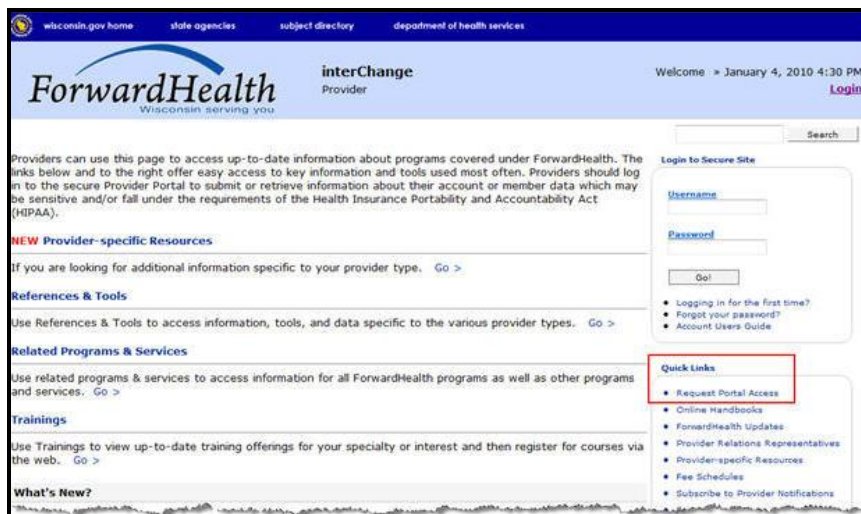 wisconsin.gov home state agencies subject directory department of health services
ForwardHealth
Wisconsin serving you
interChange
Provider
Welcome » January 4, 2010 4:30 PM
Login
Search
Providers can use this page to access up-to-date information about programs covered under ForwardHealth. The
links below and to the right offer easy access to key information and tools used most often. Providers should log
in to the secure Provider Portal to submit or retrieve information about their account or member data which may
be sensitive and/or fall under the requirements of the Health Insurance Portability and Accountability Act
(HIPAA).
NEW Provider-specific Resources
If you are looking for additional information specific to your provider type. Go >
References & Tools
Use References & Tools to access information, tools, and data specific to the various provider types. Go >
Related Programs & Services
Use related programs & services to access information for all ForwardHealth programs as well as other programs
and services. Go >
Trainings
Use Trainings to view up-to-date training offerings for your specialty or interest and then register for courses via
the web. Go >
What's New?
Login to Secure Site
Username
Password
Go!
• Logging in for the first time?
• Forgot your password?
• Account Users Guide
Quick Links
• Request Portal Access
• Online Handbooks
• ForwardHealth Updates
• Provider Relations Representatives
• Provider-specific Resources
• Fee Schedules
• Subscribe to Provider Notifications